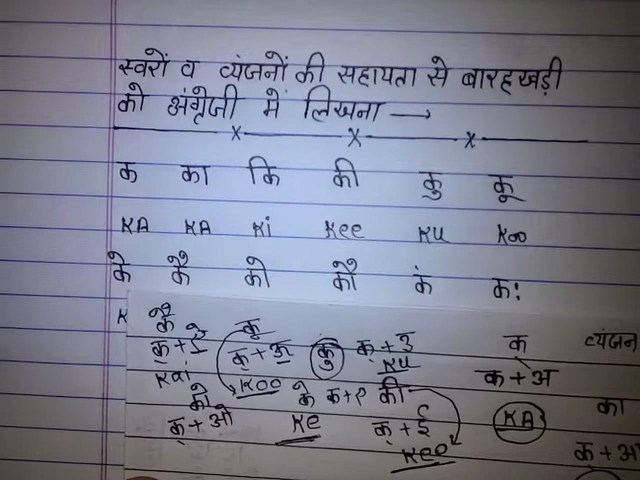 स्वरों व व्यंजनों की सहायता से बारहखड़ी
को अंग्रेजी में लिखना →
क का कि की कु कू
KA KA Ki Kee Ku Koo
के कै को कौ कं क:
K
कै कू
क्+ऐ क्+ऊ कु क्+उ क व्यंजन
Kai Koo Ku क्+अ
को के क्+ए की KA का
क्+ओ Ke क्+ई क्+आ
Kee